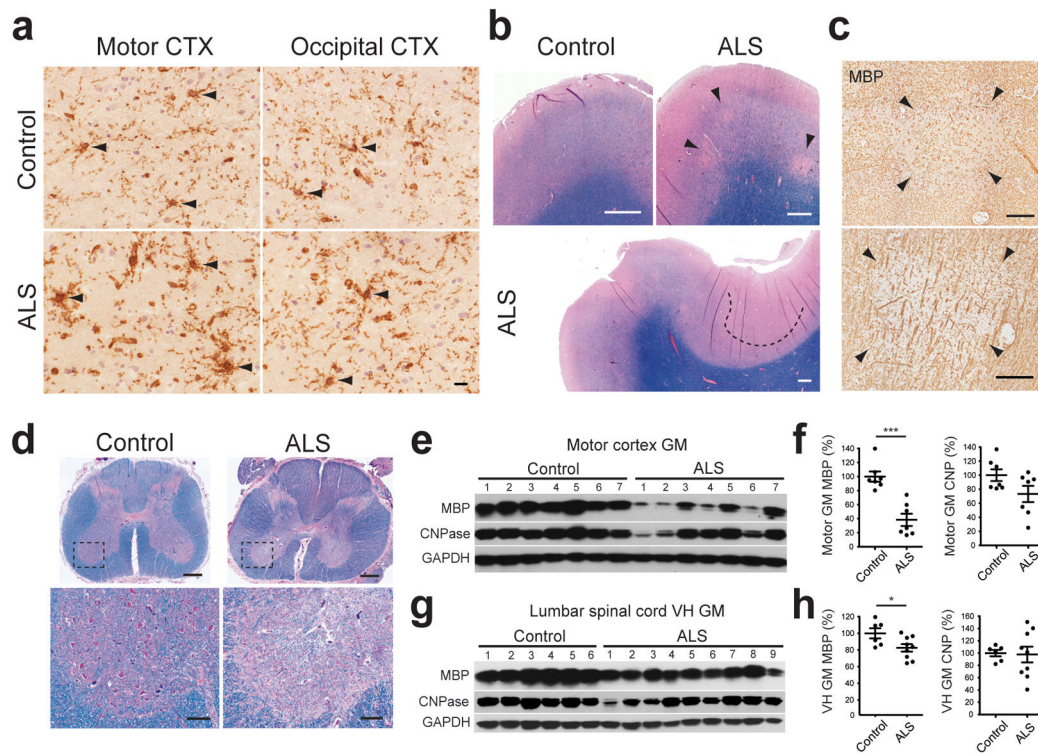 a
Motor CTX Occipital CTX
Control
ALS
b
Control ALS
ALS
c
MBP
d
Control ALS
e
Motor cortex GM
Control ALS
1 2 3 4 5 6 7 1 2 3 4 5 6 7
MBP
CNPase
GAPDH
f
Motor GM MBP (%)
140
120
100
80
60
40
20
0
***
Control ALS
Motor GM CNP (%)
140
120
100
80
60
40
20
0
Control ALS
g
Lumbar spinal cord VH GM
Control ALS
1 2 3 4 5 6 1 2 3 4 5 6 7 8 9
MBP
CNPase
GAPDH
h
VH GM MBP (%)
120
100
80
60
40
20
0
*
Control ALS
VH GM CNP (%)
160
140
120
100
80
60
40
20
0
Control ALS